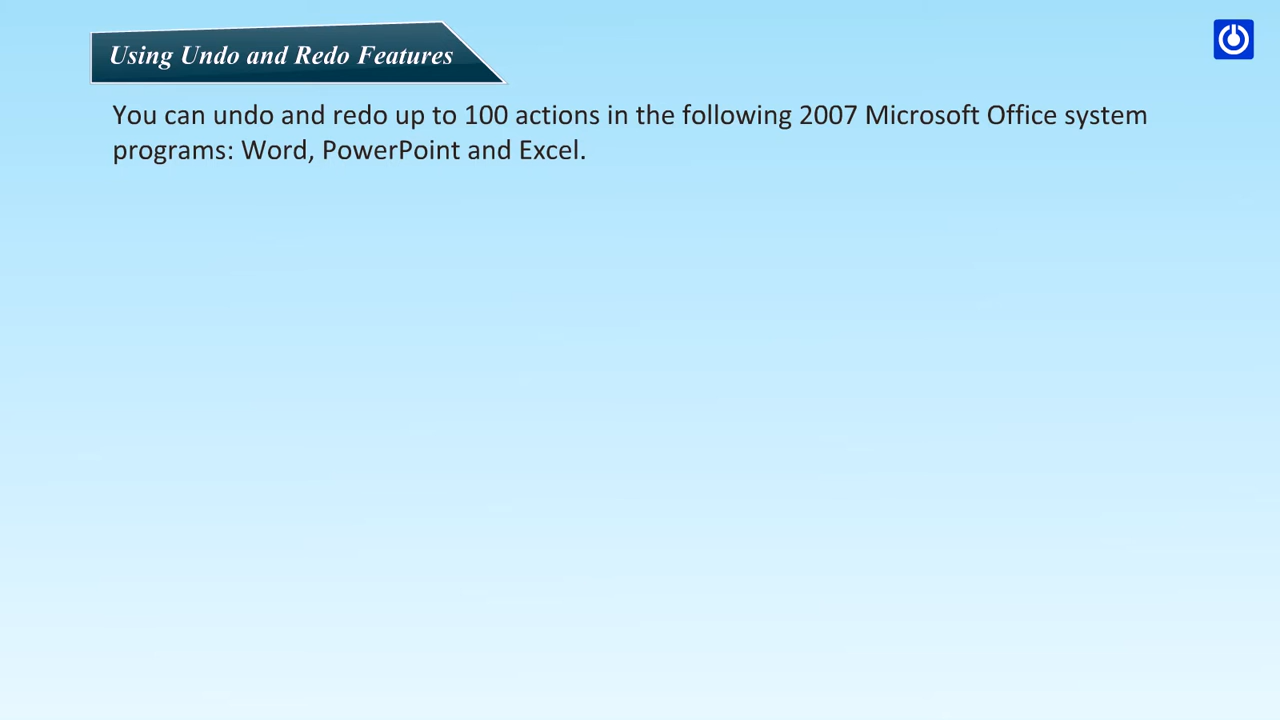 Using Undo and Redo Features
You can undo and redo up to 100 actions in the following 2007 Microsoft Office system
programs: Word, PowerPoint and Excel.